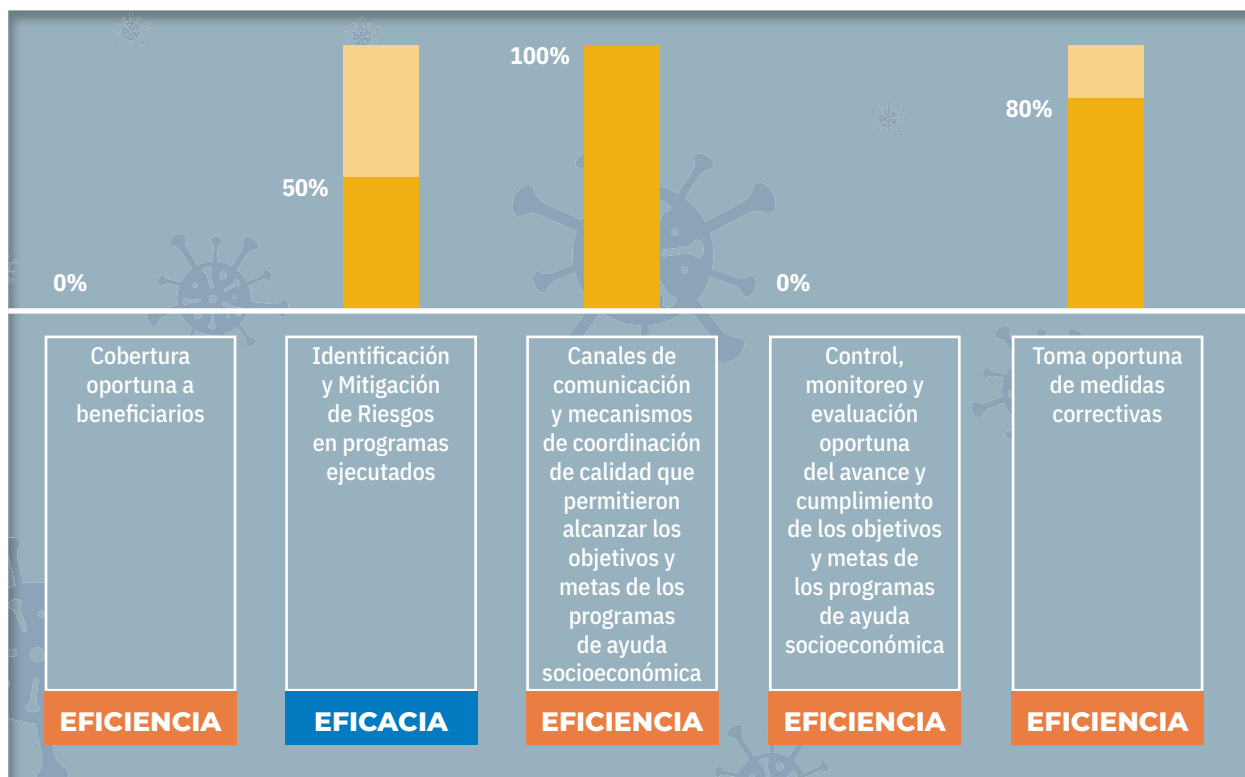 100%
80%
50%
0%
0%
Cobertura
oportuna a
beneficiarios
EFICIENCIA
Identificación
y Mitigación
de Riesgos
en programas
ejecutados
EFICACIA
Canales de
comunicación
y mecanismos
de coordinación
de calidad que
permitieron
alcanzar los
objetivos y
metas de los
programas
de ayuda
socioeconómica
EFICIENCIA
Control,
monitoreo y
evaluación
oportuna
del avance y
cumplimiento
de los objetivos
y metas de
los programas
de ayuda
socioeconómica
EFICIENCIA
Toma oportuna
de medidas
correctivas
EFICIENCIA